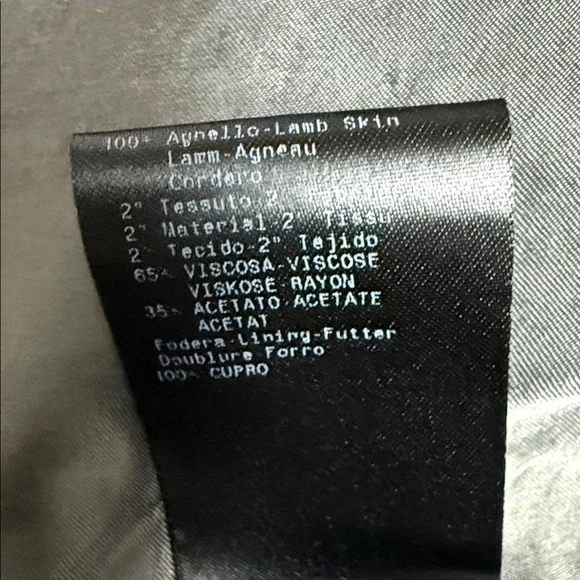 100% Agnello-Lamb Skin
Lamm-Agneau
Cordero
2" Tessuto-2"
2" Material-2" Tissu
2" Tecido-2" Tejido
65% VISCOSA-VISCOSE
VISKOSE-RAYON
35% ACETATO-ACETATE
ACETAT
Fodera-Lining-Futter
Doublure-Forro
100% CUPRO